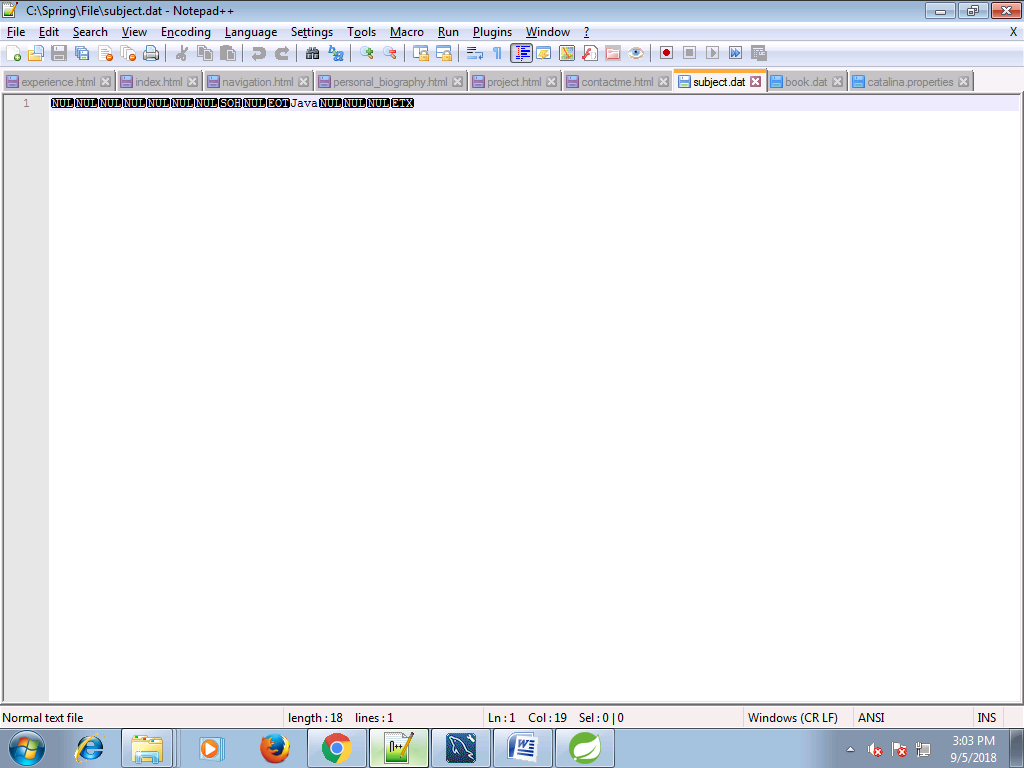 C:\Spring\File\subject.dat - Notepad++
File Edit Search View Encoding Language Settings Tools Macro Run Plugins Window ? X
experience.html index.html navigation.html personal_biography.html project.html contactme.html subject.dat book.dat catalina.properties
1 NULNULNULNULNULNULNULSOHNULEOTJavaNULNULNULETX
Normal text file length : 18 lines : 1 Ln : 1 Col : 19 Sel : 0 | 0 Windows (CR LF) ANSI INS
3:03 PM
9/5/2018